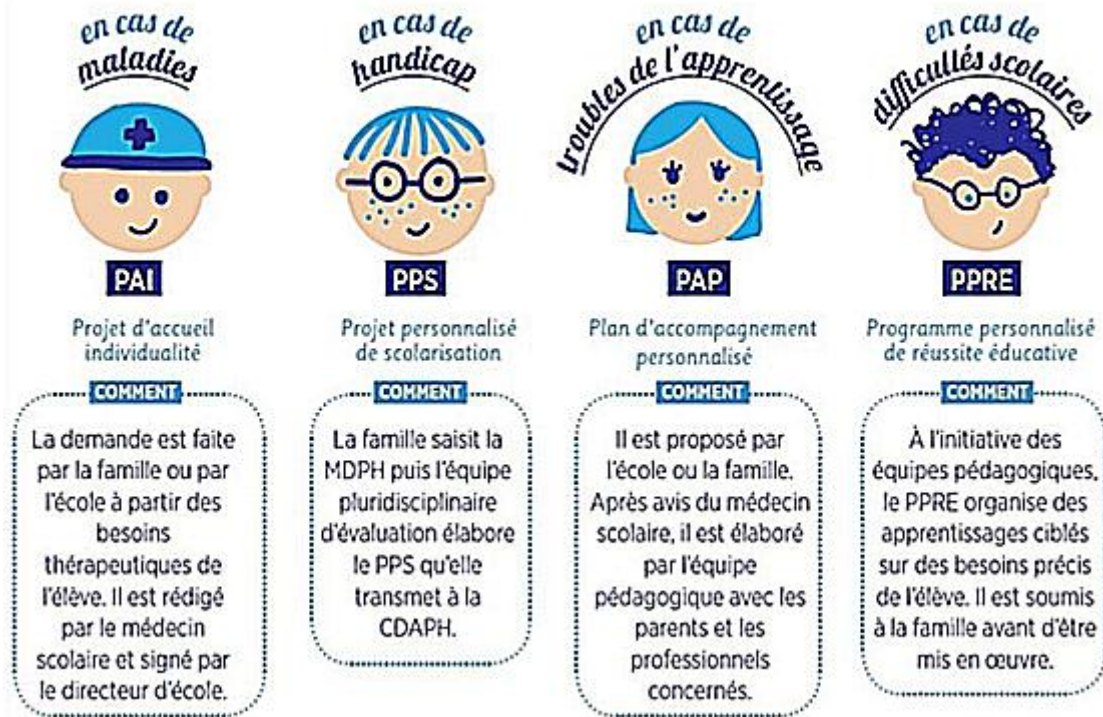 en cas de
maladies
PAI
Projet d'accueil
individualité
COMMENT
La demande est faite
par la famille ou par
l'école à partir des
besoins
thérapeutiques de
l'élève. Il est rédigé
par le médecin
scolaire et signé par
le directeur d'école.
en cas de
handicap
PPS
Projet personnalisé
de scolarisation
COMMENT
La famille saisit la
MDPH puis l'équipe
pluridisciplinaire
d'évaluation élabore
le PPS qu'elle
transmet à la
CDAPH.
en cas de
troubles de l'apprentissage
PAP
Plan d'accompagnement
personnalisé
COMMENT
Il est proposé par
l'école ou la famille.
Après avis du médecin
scolaire, il est élaboré
par l'équipe
pédagogique avec les
parents et les
professionnels
concernés.
en cas de
difficultés scolaires
PPRE
Programme personnalisé
de réussite éducative
COMMENT
À l'initiative des
équipes pédagogiques,
le PPRE organise des
apprentissages ciblés
sur des besoins précis
de l'élève. Il est soumis
à la famille avant d'être
mis en œuvre.